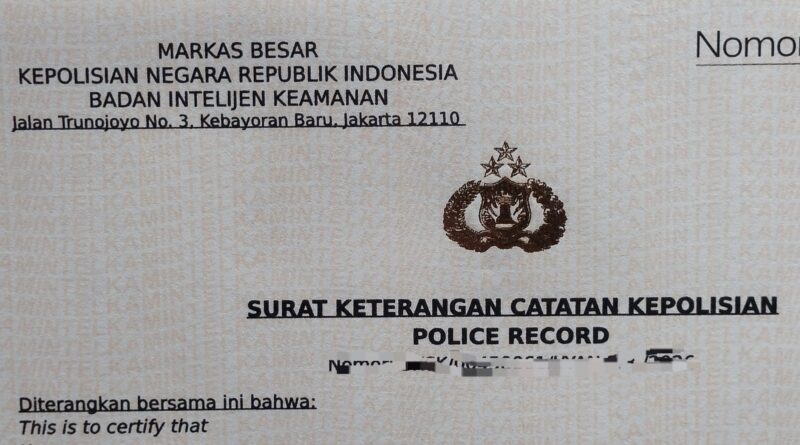 MARKAS BESAR
KEPOLISIAN NEGARA REPUBLIK INDONESIA
BADAN INTELIJEN KEAMANAN
Jalan Trunojoyo No. 3, Kebayoran Baru, Jakarta 12110
Nomor
SURAT KETERANGAN CATATAN KEPOLISIAN
POLICE RECORD
Nomor
Diterangkan bersama ini bahwa:
This is to certify that